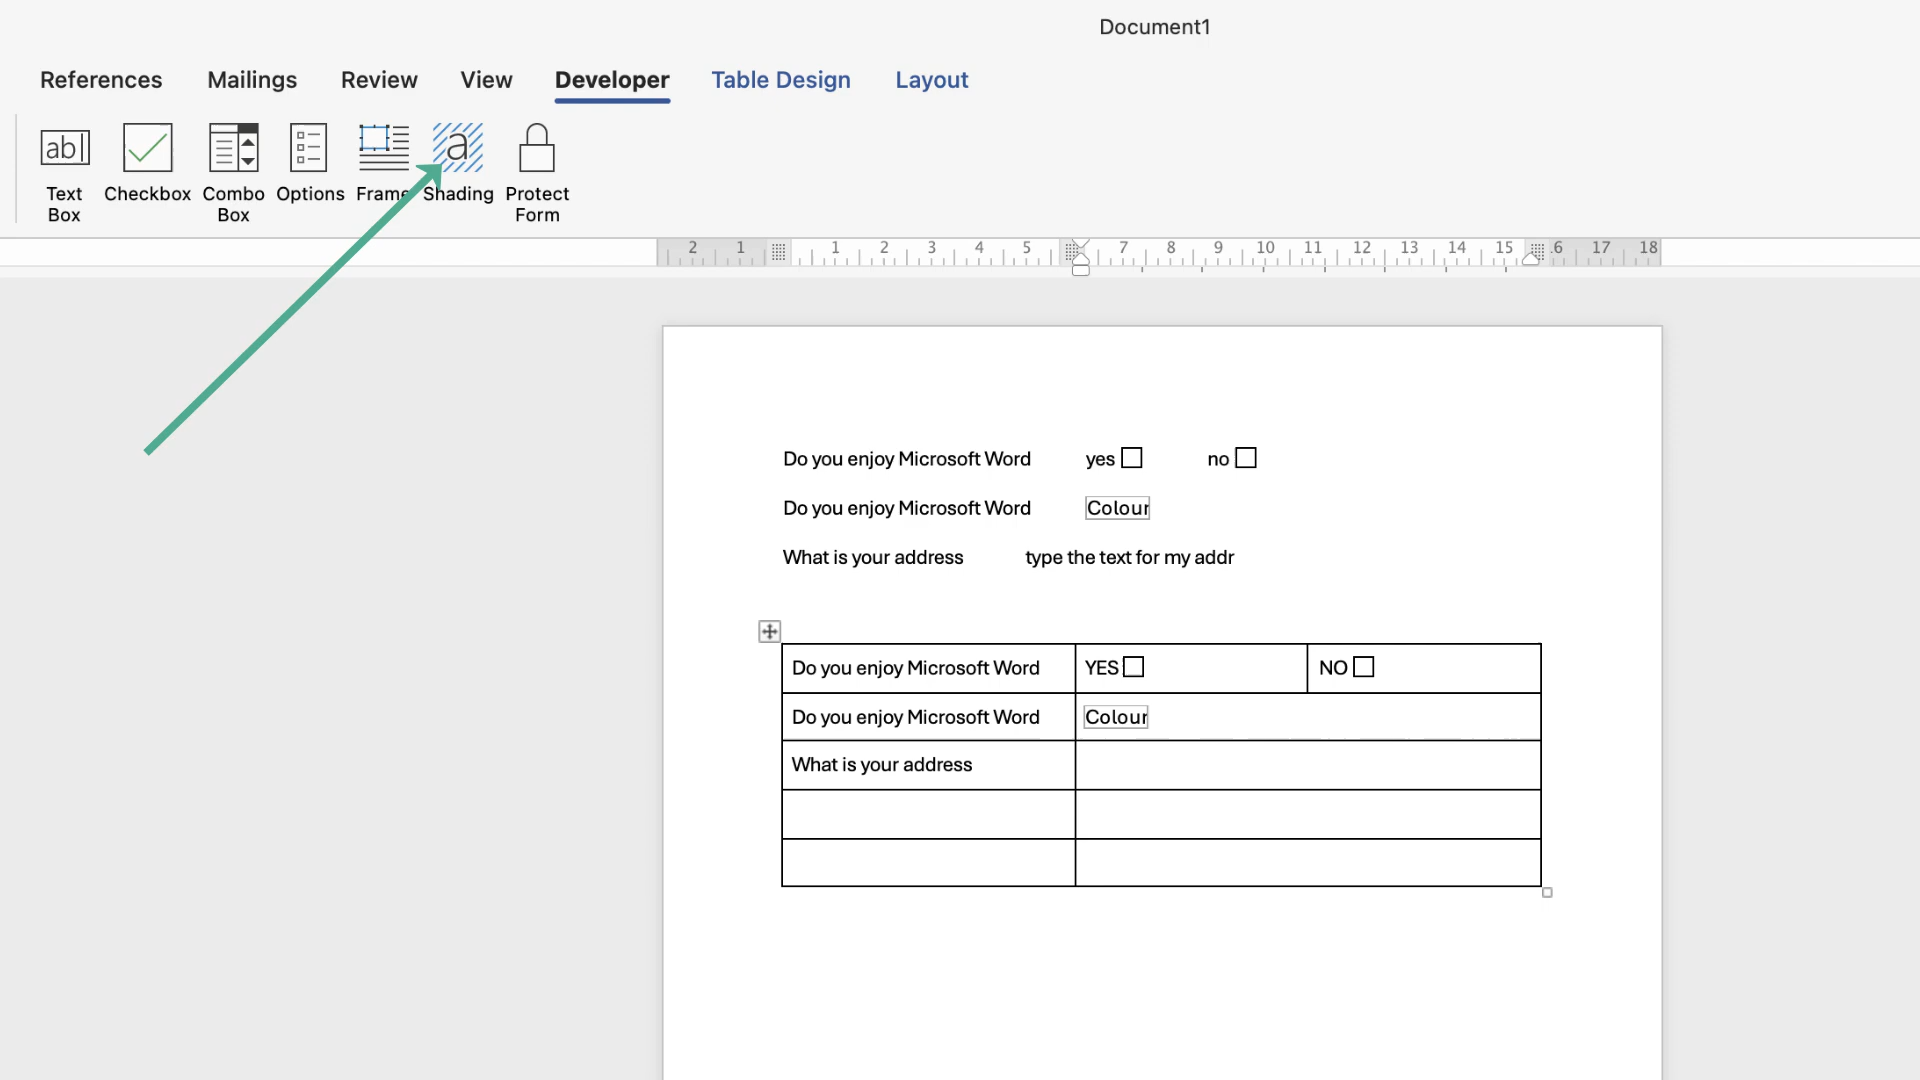 Document1
References Mailings Review View Developer Table Design Layout
ab
a
Text Box Checkbox Combo Box Options Frame Shading Protect Form
2 1 1 2 3 4 5 7 8 9 10 11 12 13 14 15 .6 17 18
Do you enjoy Microsoft Word yes no
Do you enjoy Microsoft Word Colour
What is your address type the text for my addr
Do you enjoy Microsoft Word YES NO
Do you enjoy Microsoft Word Colour
What is your address